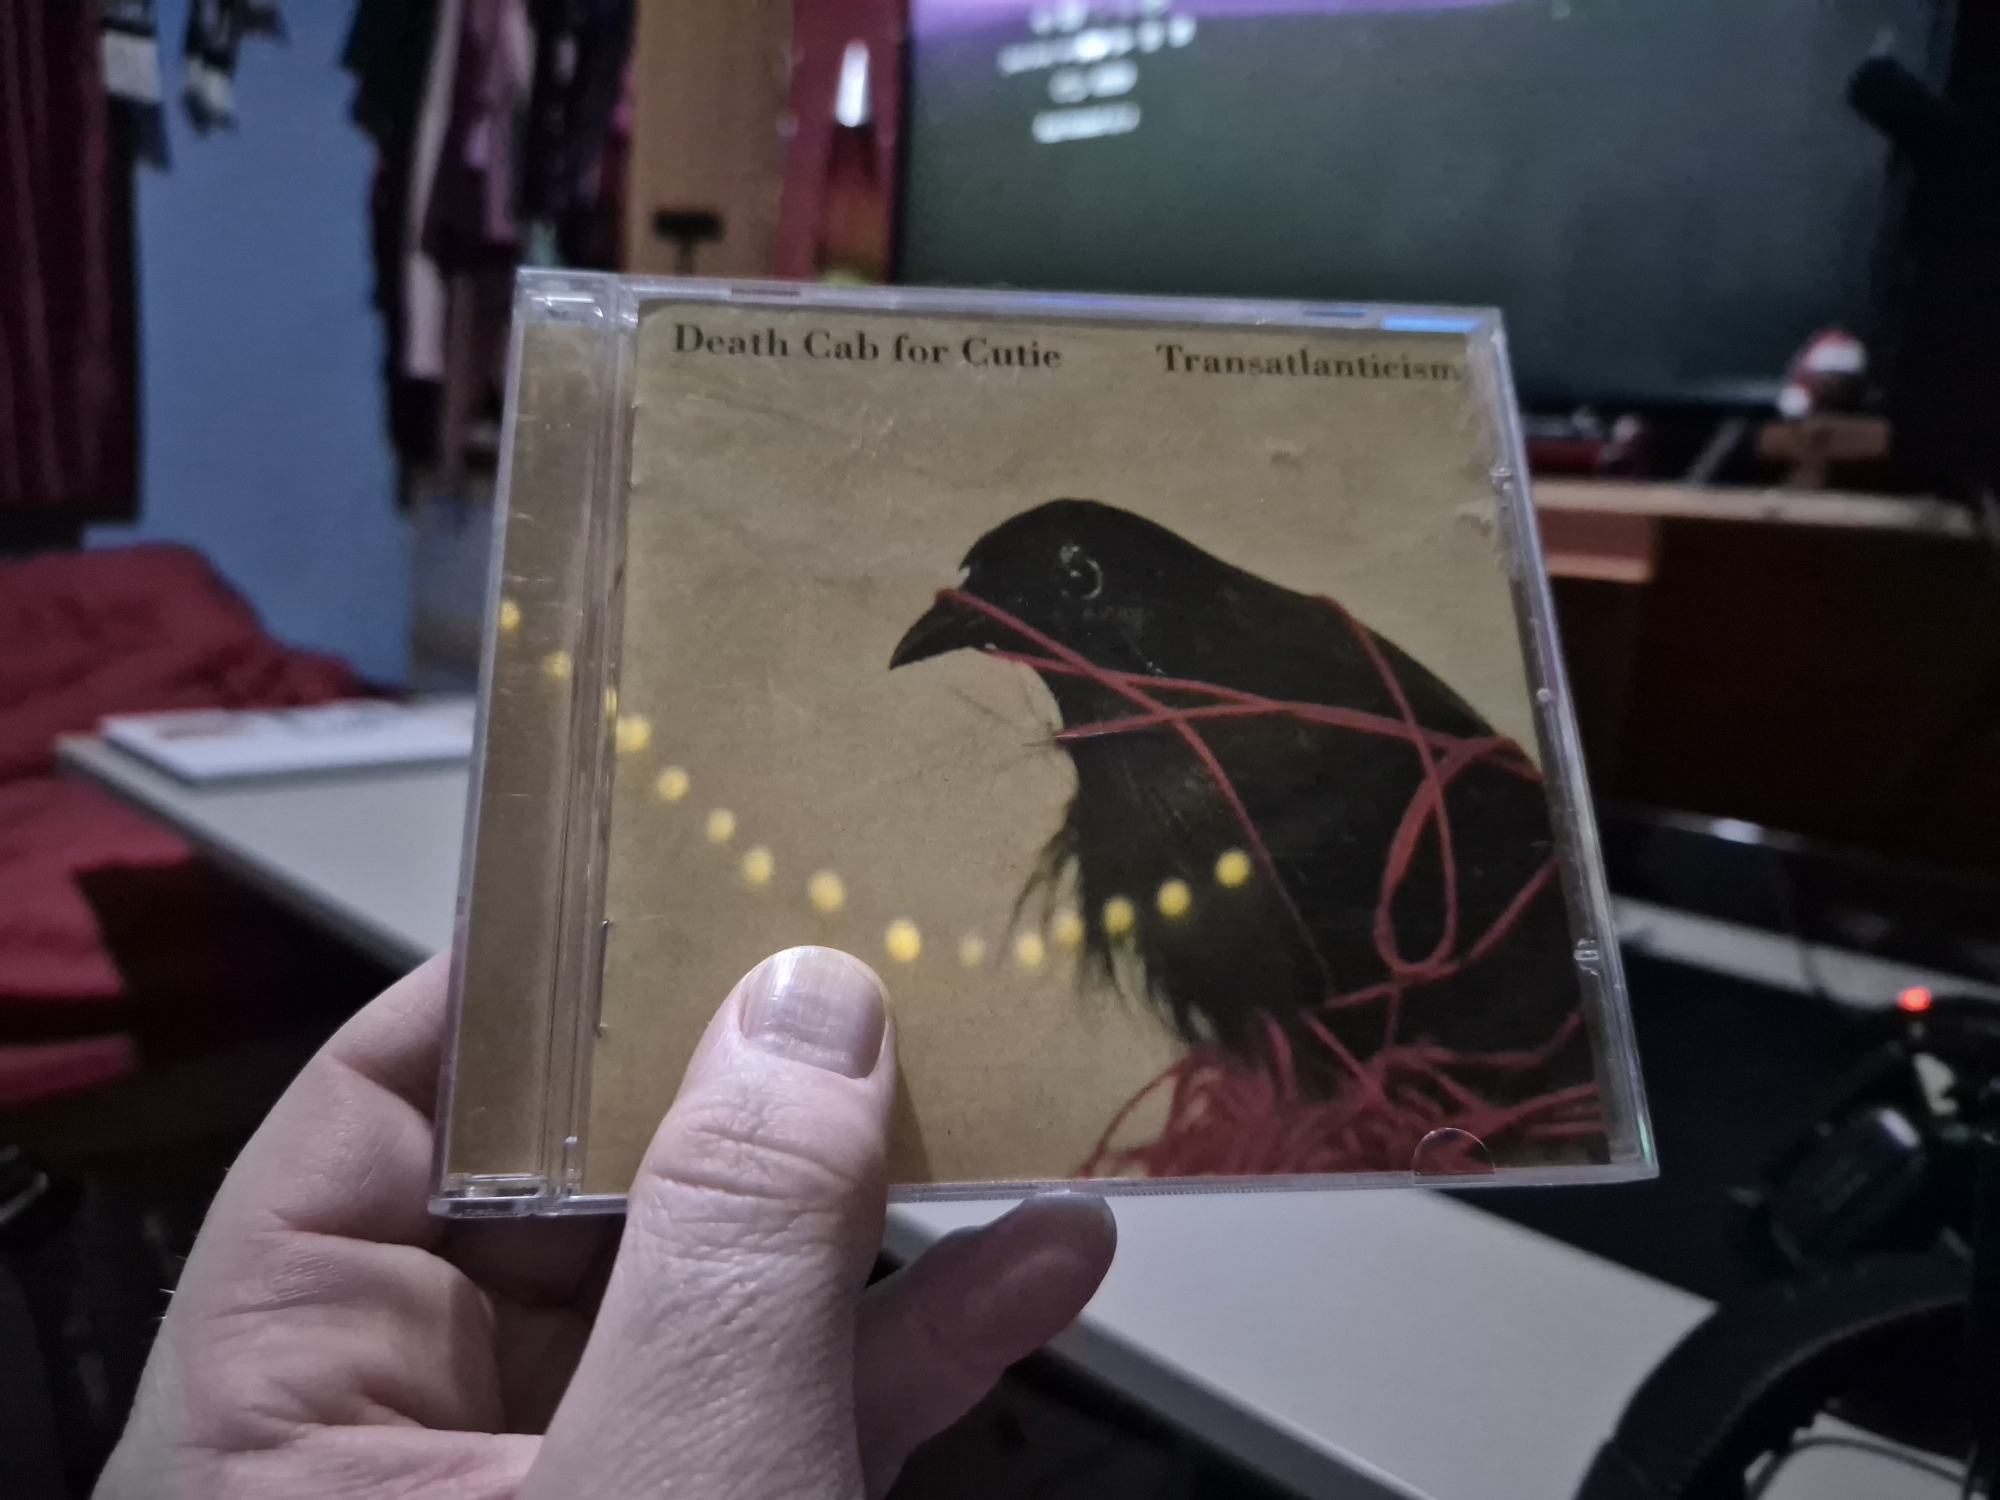 Death Cab for Cutie Transatlanticism